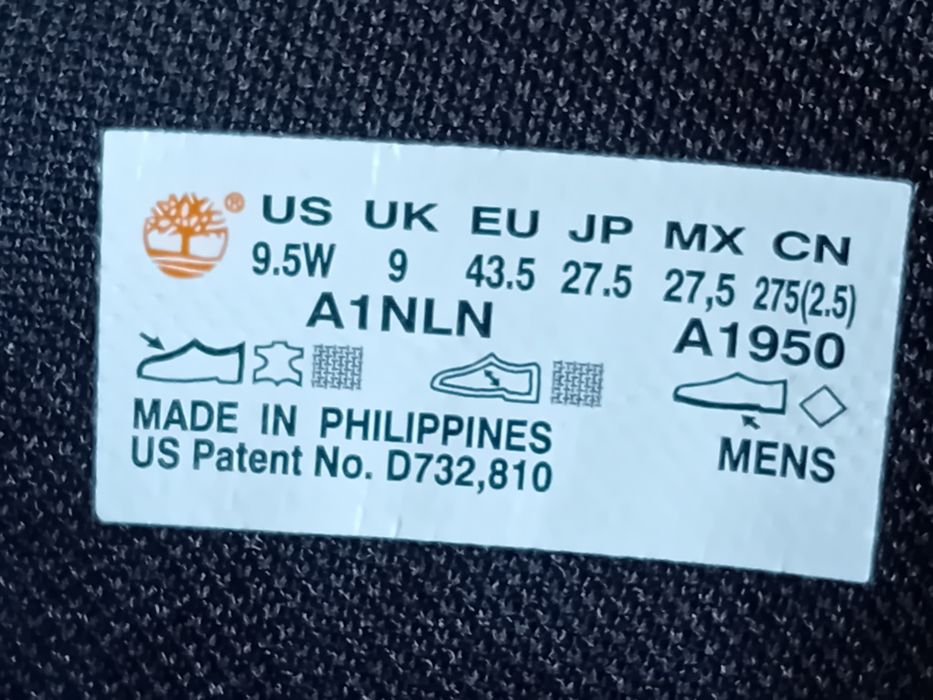 ® US UK EU JP MX CN
9.5W 9 43.5 27.5 27,5 275(2.5)
A1NLN A1950
MADE IN PHILIPPINES
US Patent No. D732,810
MENS